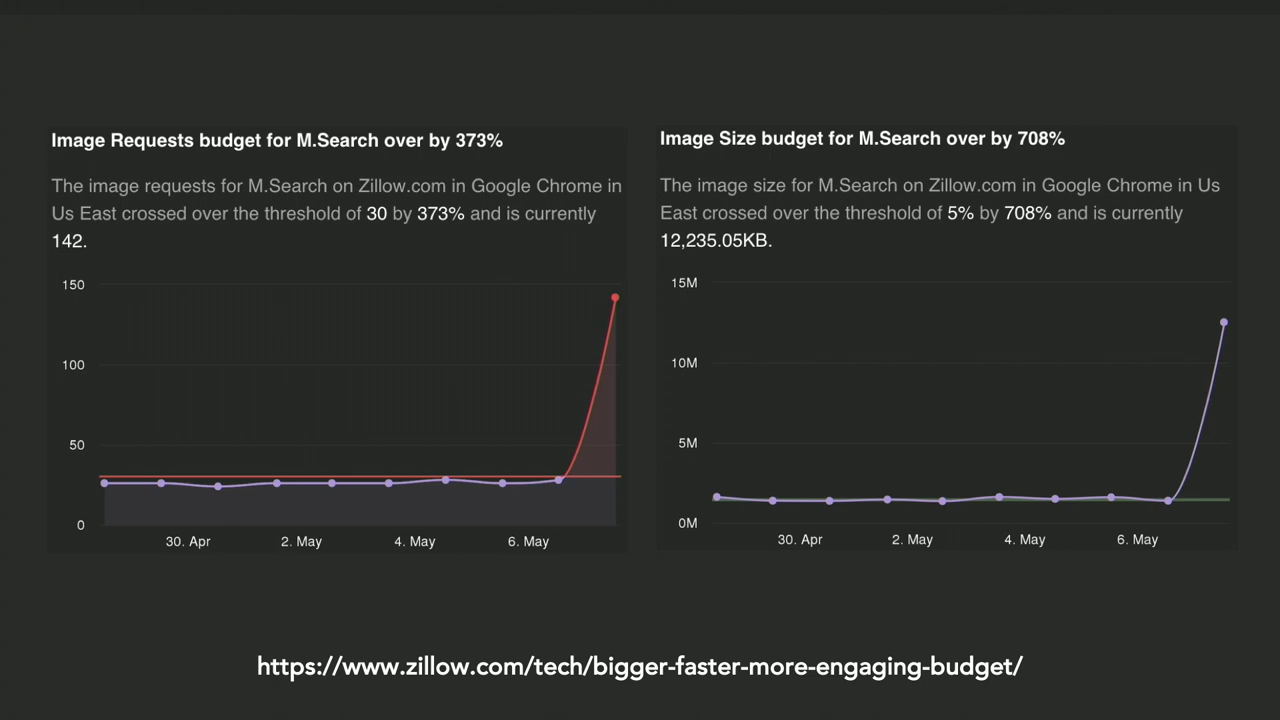 Image Requests budget for M.Search over by 373%
The image requests for M.Search on Zillow.com in Google Chrome in
Us East crossed over the threshold of 30 by 373% and is currently
142.
150
100
50
0
30. Apr
2. May
4. May
6. May
Image Size budget for M.Search over by 708%
The image size for M.Search on Zillow.com in Google Chrome in Us
East crossed over the threshold of 5% by 708% and is currently
12,235.05KB.
15M
10M
5M
0M
30. Apr
2. May
4. May
6. May
https://www.zillow.com/tech/bigger-faster-more-engaging-budget/